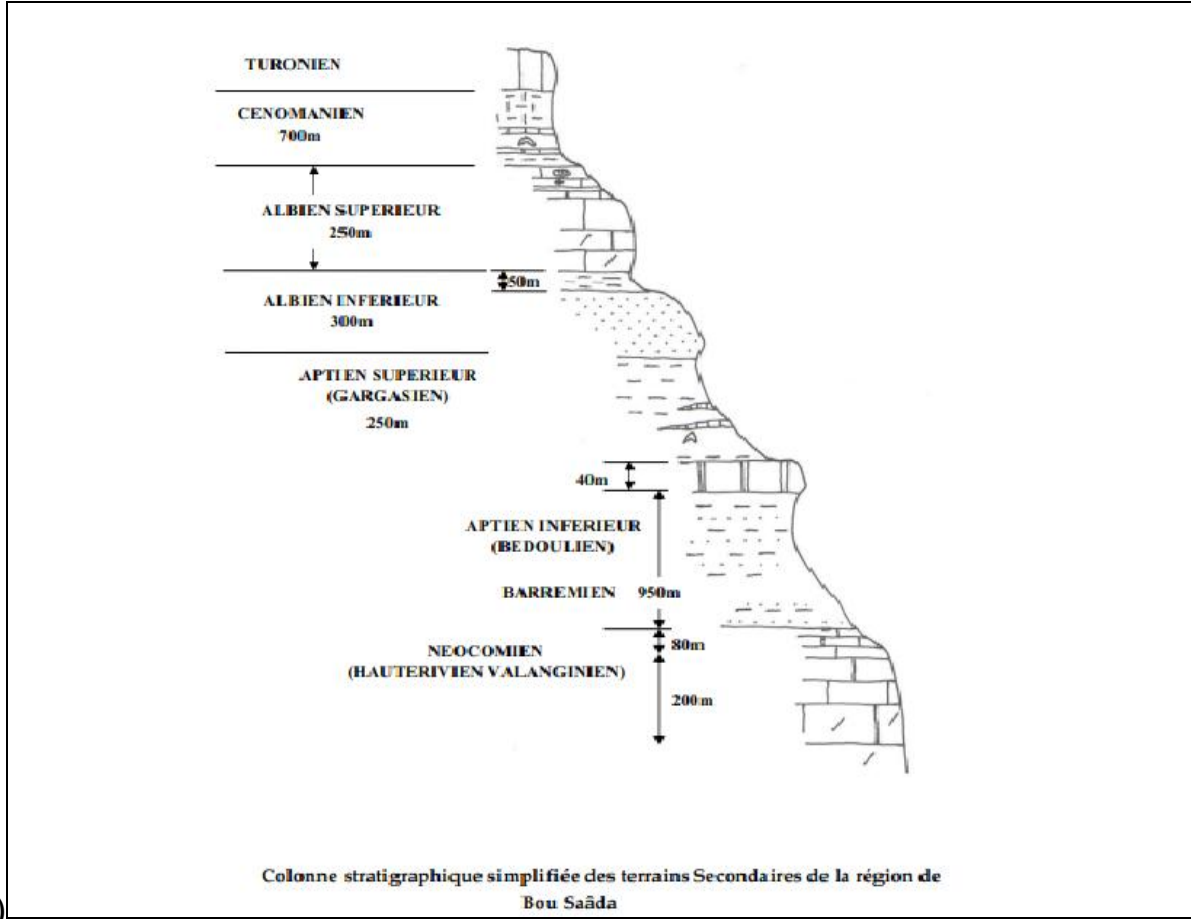 TURONIEN
CENOMANIEN
700m
ALBIEN SUPERIEUR
250m
50m
ALBIEN INFERIEUR
300m
APTIEN SUPERIEUR
(GARGASIEN)
250m
40m
APTIEN INFERIEUR
(BEDOULIEN)
BARREMIEN 950m
80m
NEOCOMIEN
(HAUTERIVIEN VALANGINIEN)
200m
Colonne stratigraphique simplifiée des terrains Secondaires de la région de
Bou Saâda
)